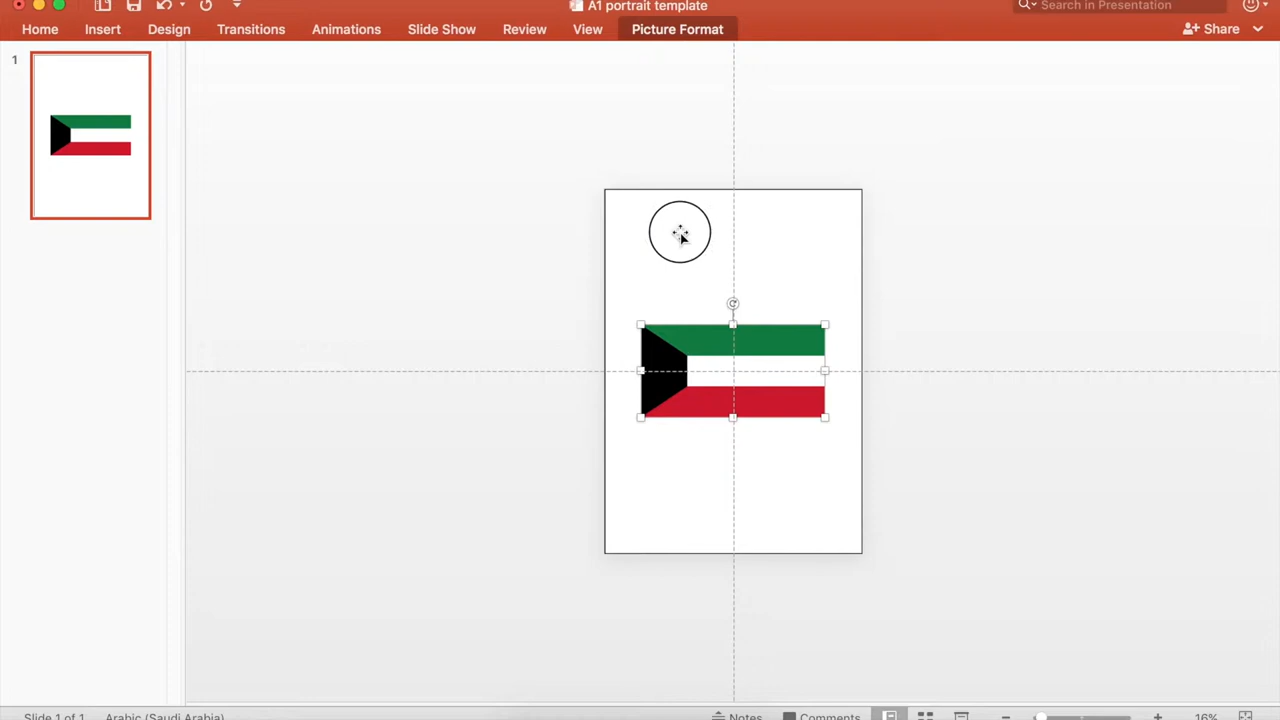 A1 portrait template
Search in Presentation
Home Insert Design Transitions Animations Slide Show Review View Picture Format Share
1
Slide 1 of 1 Arabic (Saudi Arabia) Notes Comments 16%